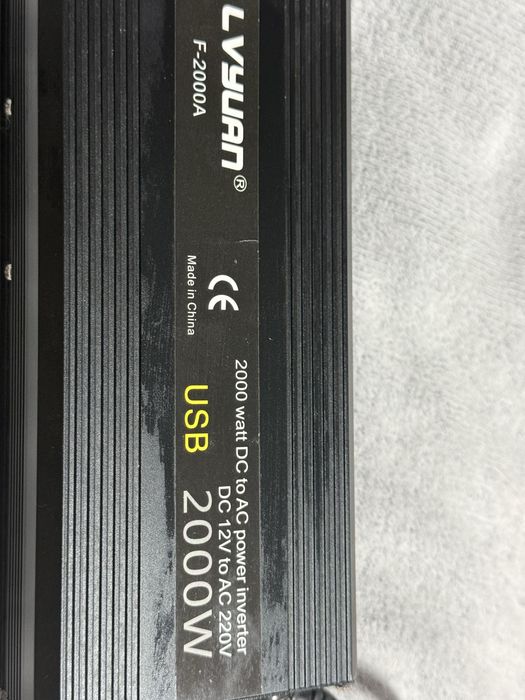 LVYUAN®
F-2000A
CE
Made in China
2000 watt DC to AC power inverter
DC 12V to AC 220V
USB 2000W